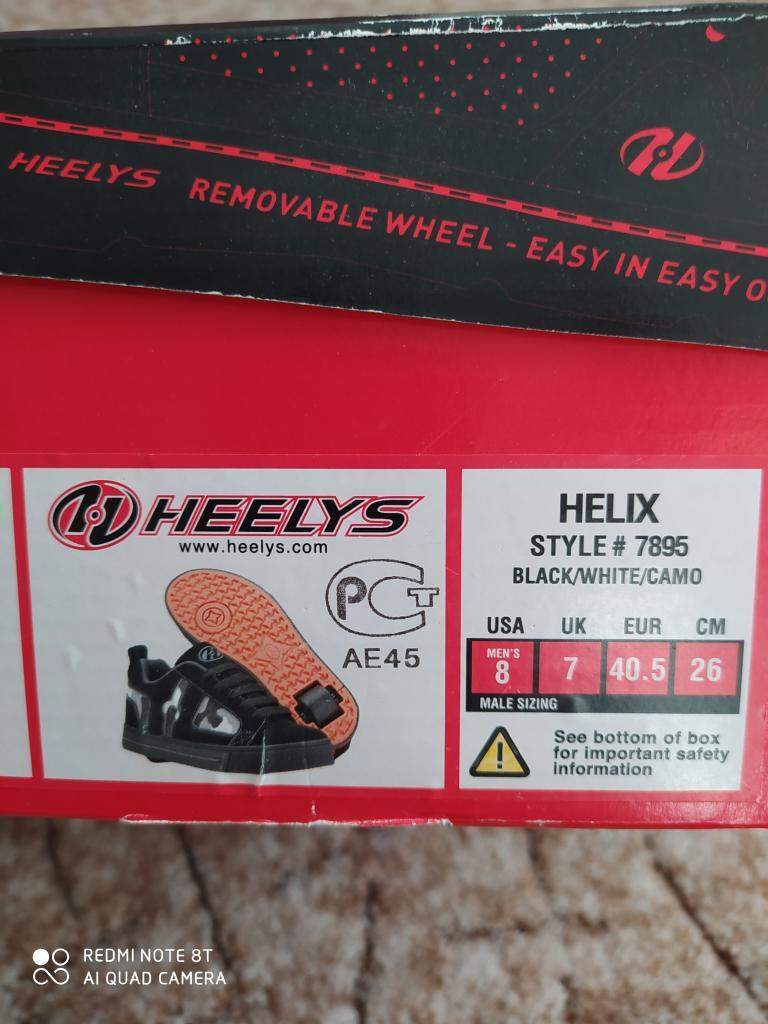 HEELYS REMOVABLE WHEEL - EASY IN EASY
HEELYS
www.heelys.com
РСТ
AE45
HELIX
STYLE # 7895
BLACK/WHITE/CAMO
USA UK EUR CM
MEN'S
8 7 40.5 26
MALE SIZING
See bottom of box
for important safety
information
REDMI NOTE 8T
AI QUAD CAMERA